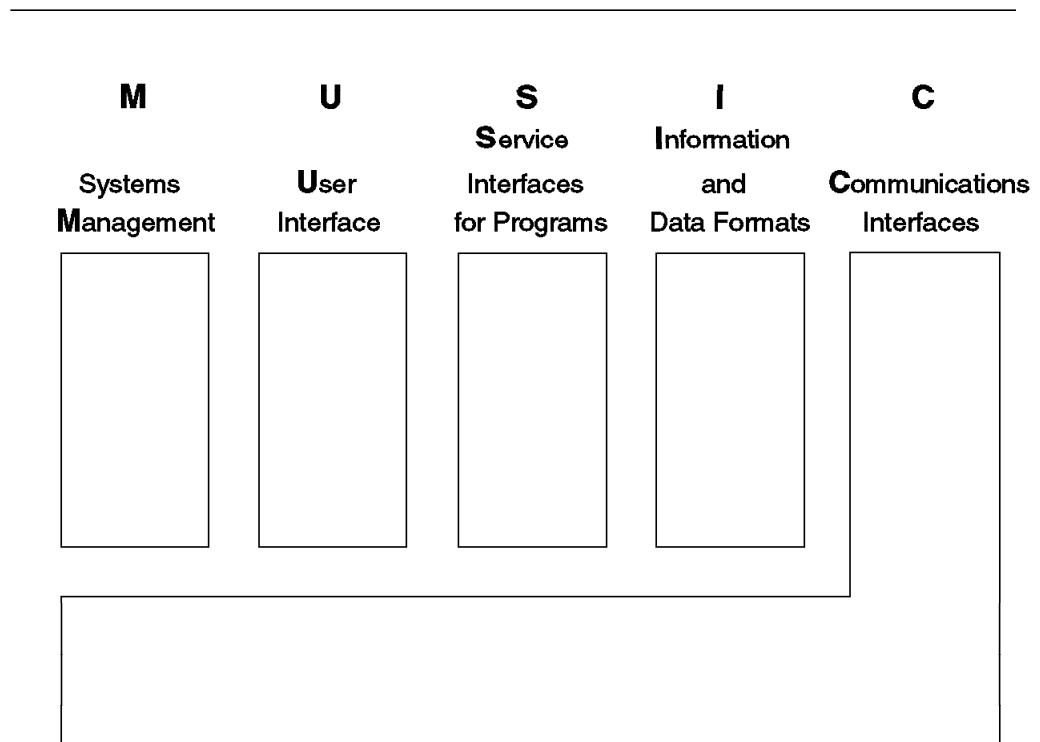 M U S I C
Service Information
Systems User Interfaces and Communications
Management Interface for Programs Data Formats Interfaces